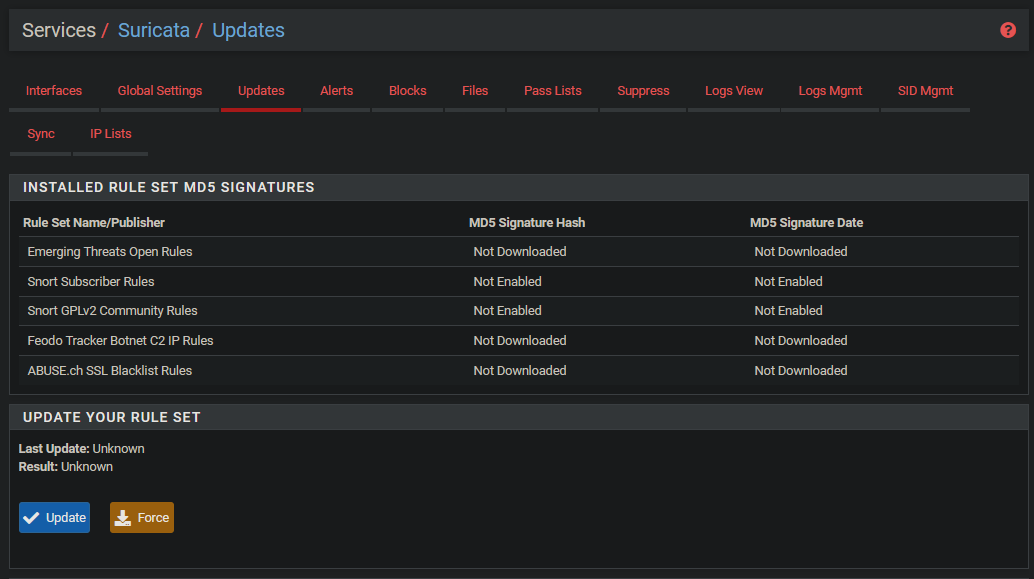 Services / Suricata / Updates
Interfaces Global Settings Updates Alerts Blocks Files Pass Lists Suppress Logs View Logs Mgmt SID Mgmt
Sync IP Lists
INSTALLED RULE SET MD5 SIGNATURES
Rule Set Name/Publisher MD5 Signature Hash MD5 Signature Date
Emerging Threats Open Rules Not Downloaded Not Downloaded
Snort Subscriber Rules Not Enabled Not Enabled
Snort GPLv2 Community Rules Not Enabled Not Enabled
Feodo Tracker Botnet C2 IP Rules Not Downloaded Not Downloaded
ABUSE.ch SSL Blacklist Rules Not Downloaded Not Downloaded
UPDATE YOUR RULE SET
Last Update: Unknown
Result: Unknown
Update Force